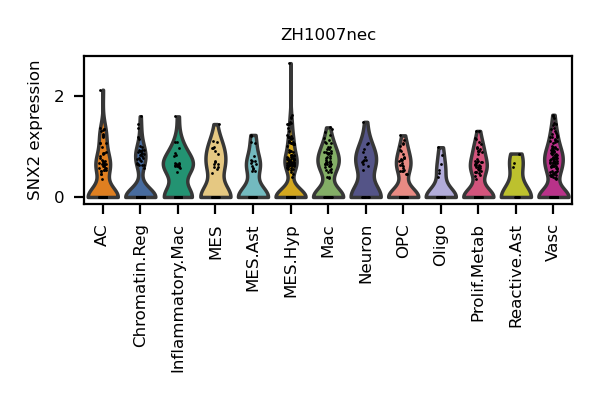 ZH1007nec
SNX2 expression
2
0
AC
Chromatin.Reg
Inflammatory.Mac
MES
MES.Ast
MES.Hyp
Mac
Neuron
OPC
Oligo
Prolif.Metab
Reactive.Ast
Vasc